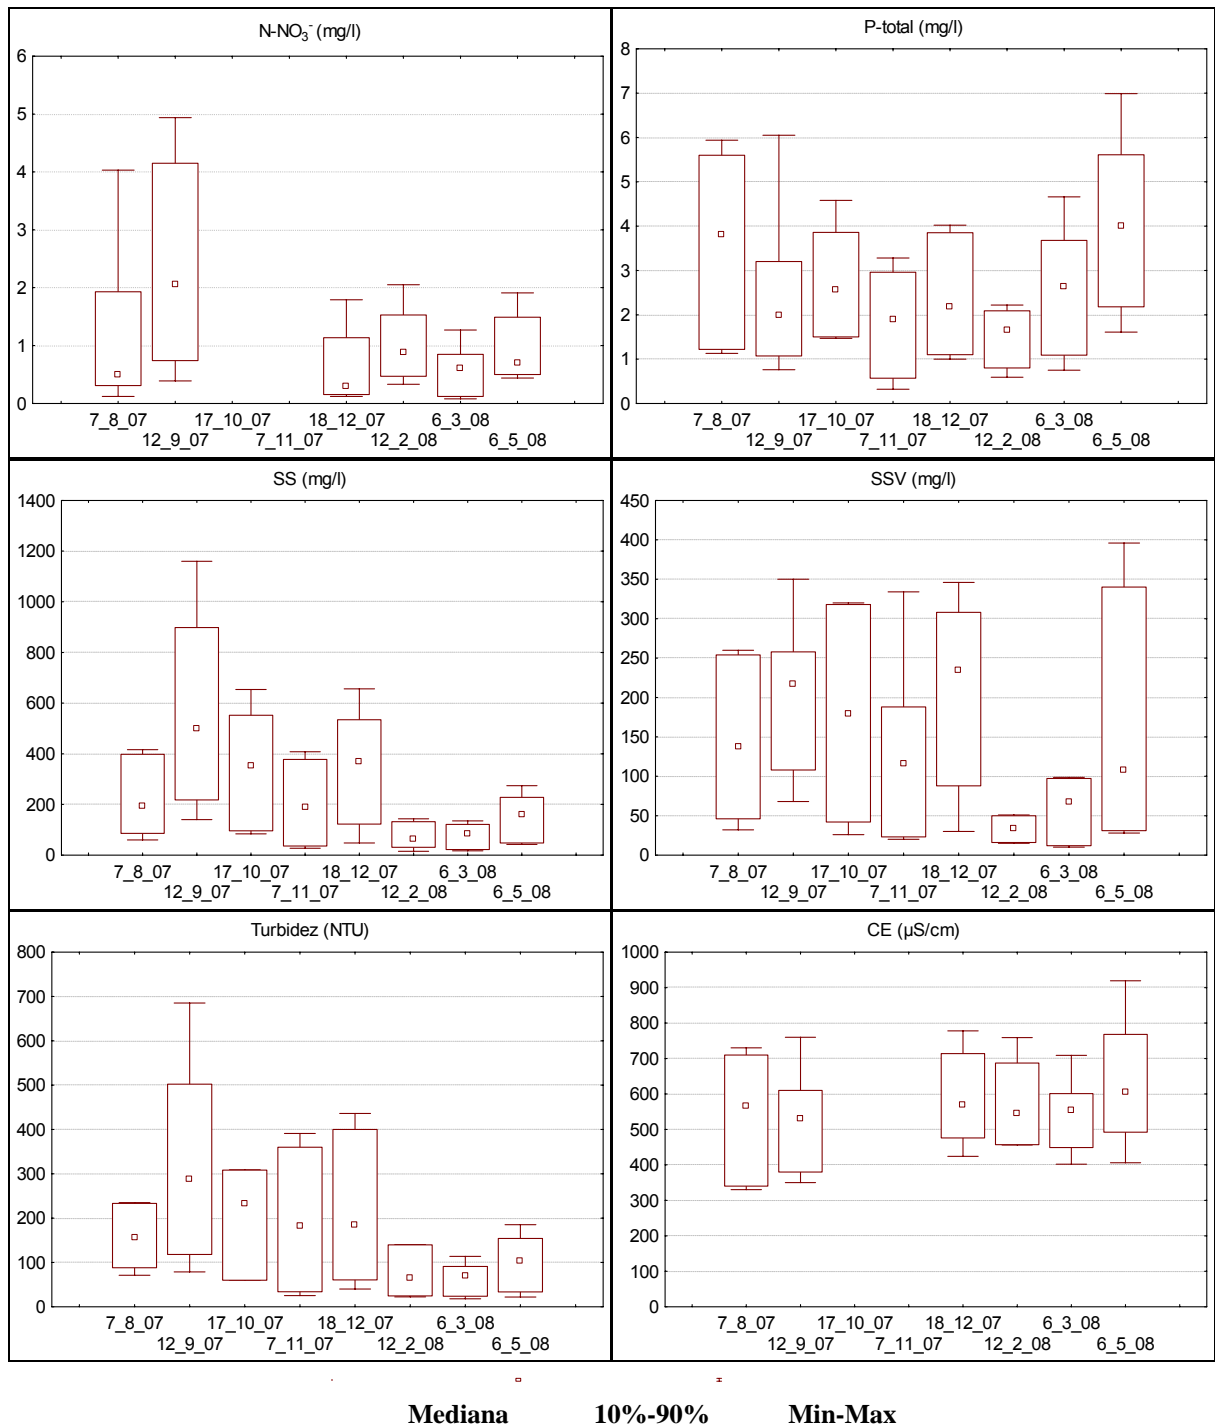 N-NO₃⁻ (mg/l)
6
5
4
3
2
1
0
7_8_07 17_10_07 18_12_07 6_3_08
12_9_07 7_11_07 12_2_08 6_5_08
P-total (mg/l)
8
7
6
5
4
3
2
1
0
7_8_07 17_10_07 18_12_07 6_3_08
12_9_07 7_11_07 12_2_08 6_5_08
SS (mg/l)
1400
1200
1000
800
600
400
200
0
7_8_07 17_10_07 18_12_07 6_3_08
12_9_07 7_11_07 12_2_08 6_5_08
SSV (mg/l)
450
400
350
300
250
200
150
100
50
0
7_8_07 17_10_07 18_12_07 6_3_08
12_9_07 7_11_07 12_2_08 6_5_08
Turbidez (NTU)
800
700
600
500
400
300
200
100
0
7_8_07 17_10_07 18_12_07 6_3_08
12_9_07 7_11_07 12_2_08 6_5_08
CE (µS/cm)
1000
900
800
700
600
500
400
300
200
100
0
7_8_07 17_10_07 18_12_07 6_3_08
12_9_07 7_11_07 12_2_08 6_5_08
Mediana 10%-90% Min-Max